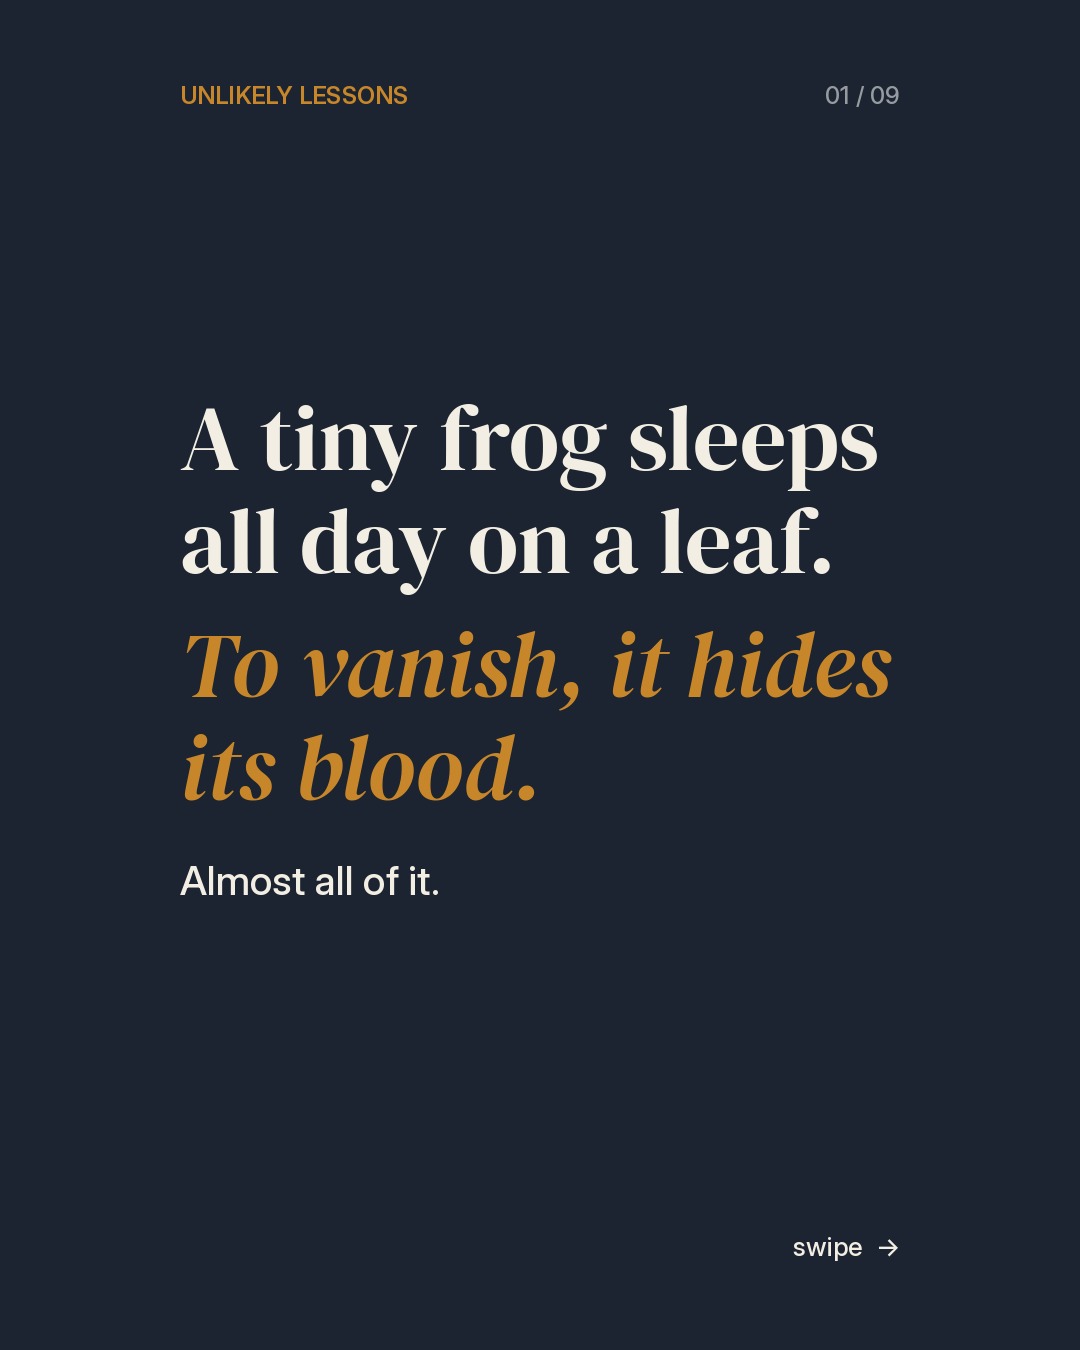 UNLIKELY LESSONS
01 / 09
A tiny frog sleeps
all day on a leaf.
To vanish, it hides
its blood.
Almost all of it.
swipe →